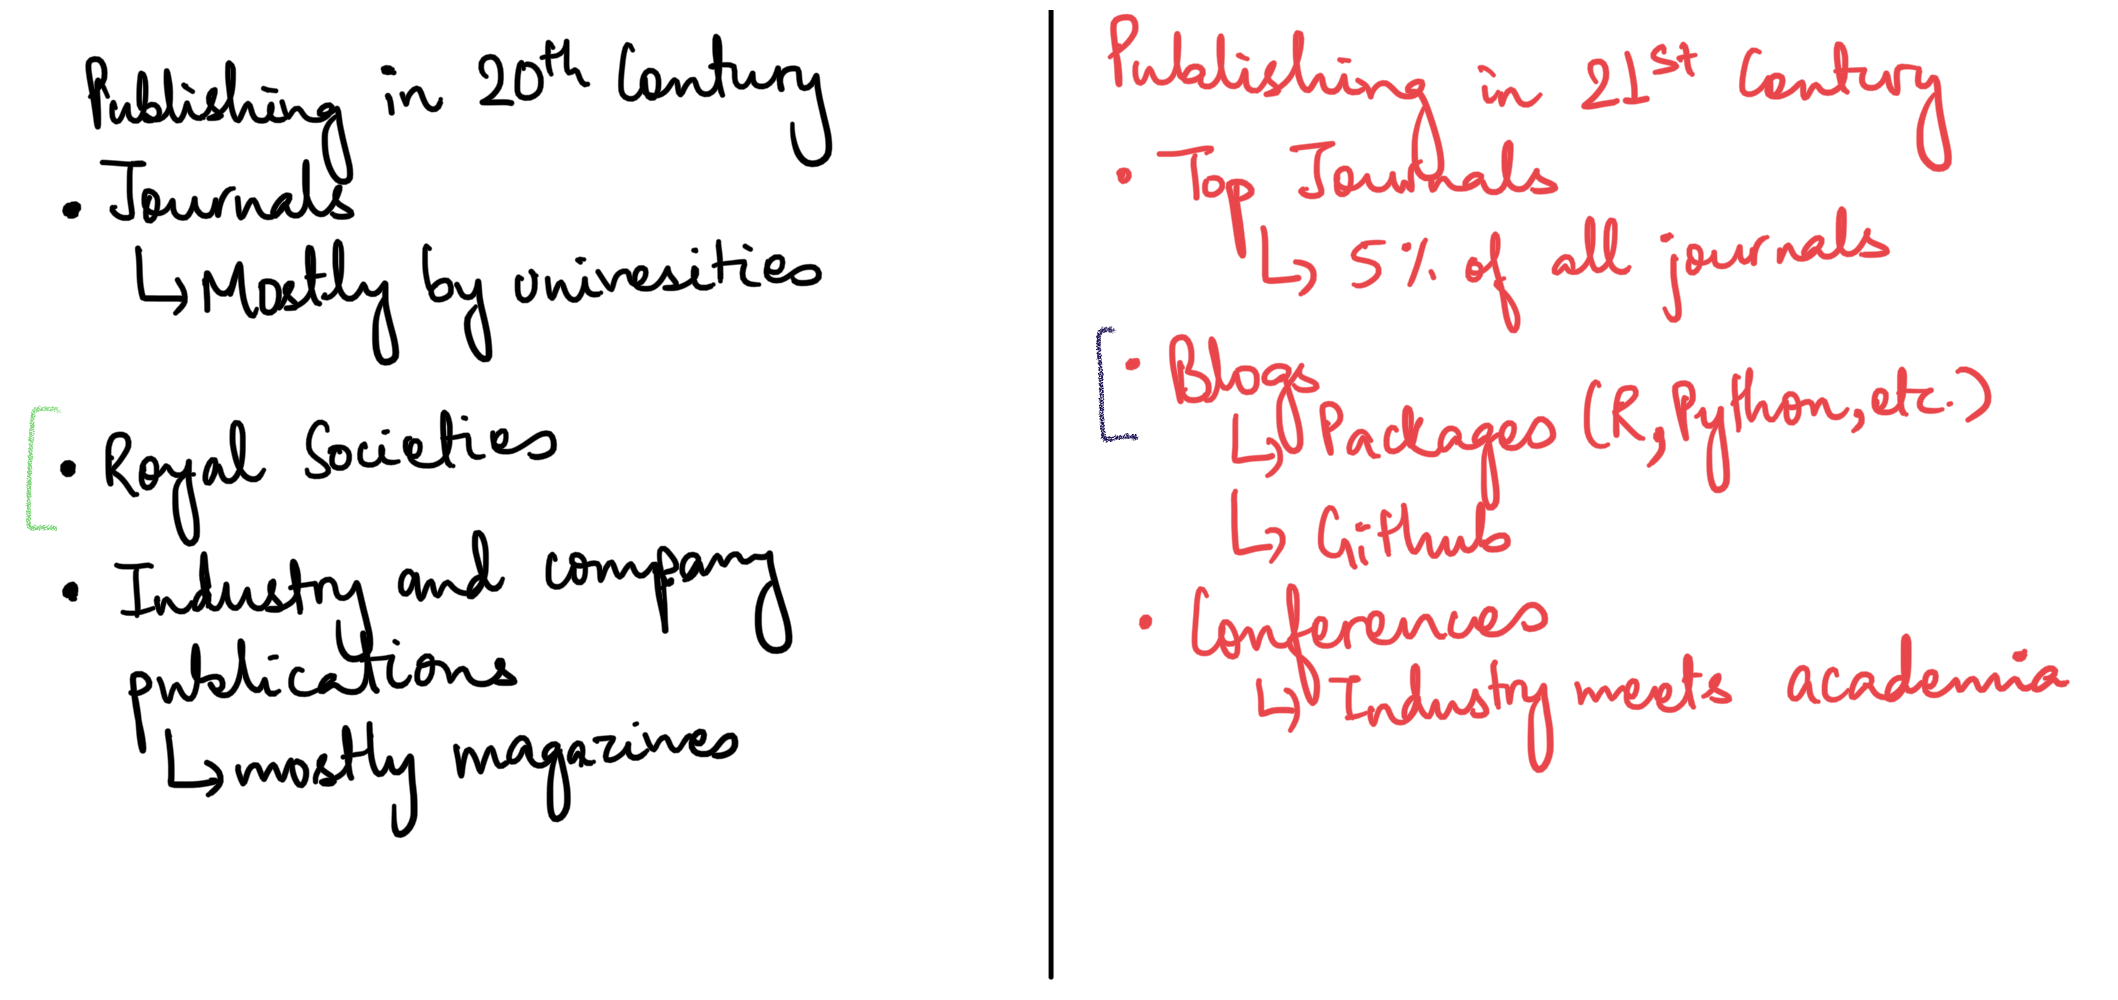 Publishing in 20th Century
• Journals
↳ Mostly by univesities
• Royal Societies
• Industry and company
publications
↳ mostly magazines
Publishing in 21st Century
• Top Journals
↳ 5% of all journals
• Blogs
↳ Packages (R, Python, etc.)
↳ Github
• Conferences
↳ Industry meets academia